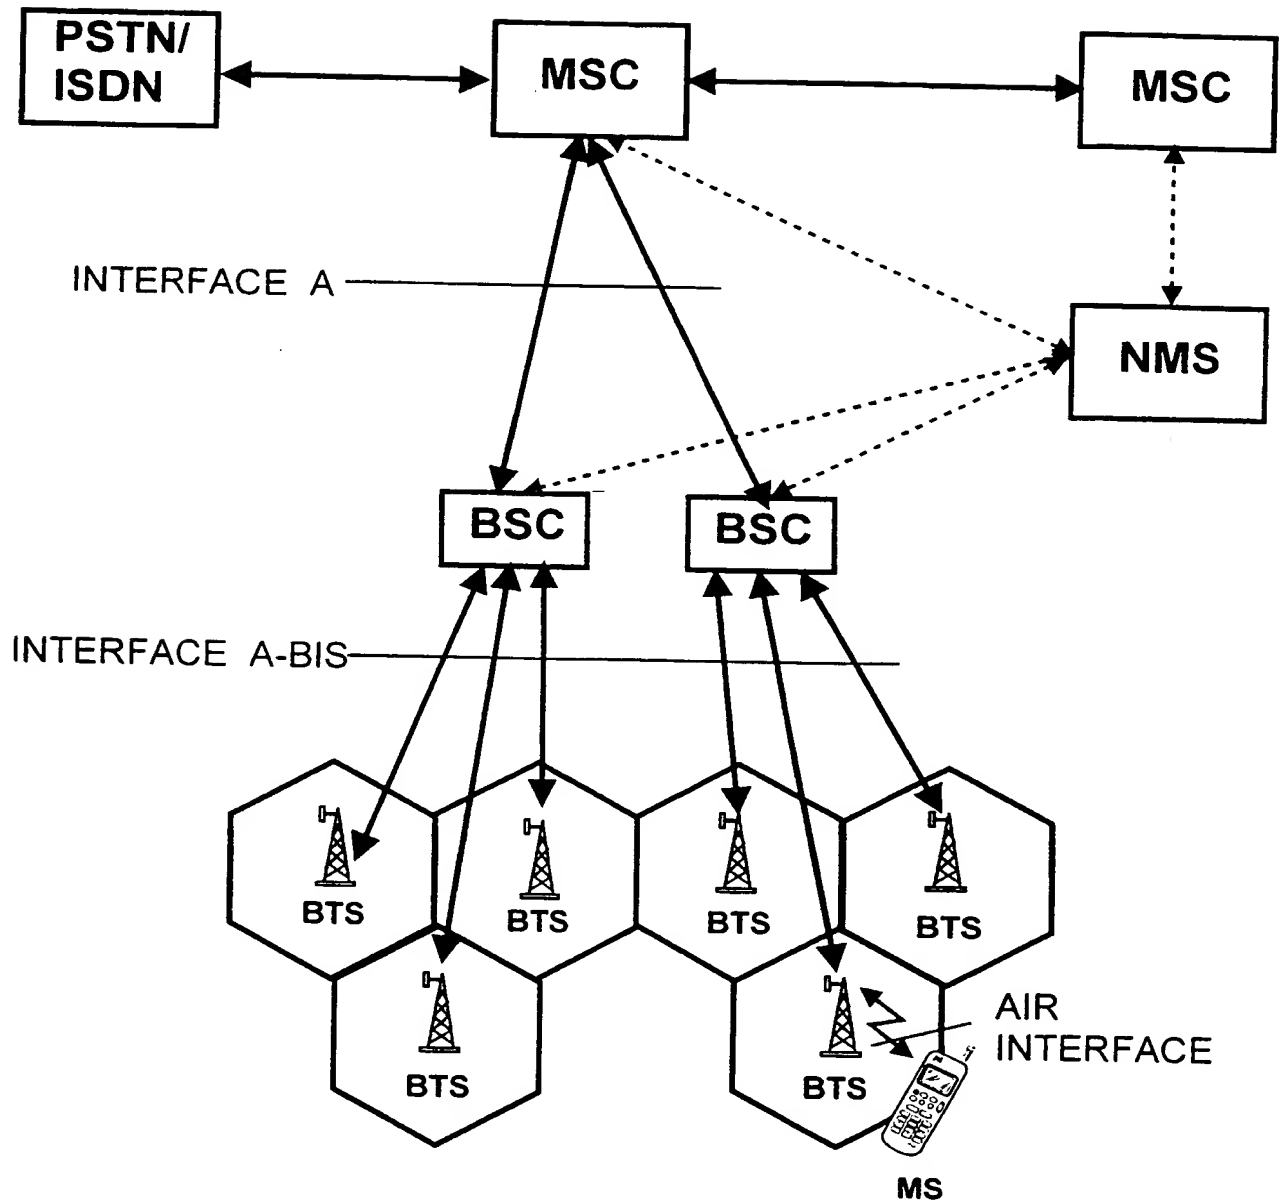 PSTN/
ISDN
MSC
MSC
INTERFACE A
NMS
BSC
BSC
INTERFACE A-BIS
BTS
BTS
BTS
BTS
AIR
INTERFACE
BTS
BTS
MS